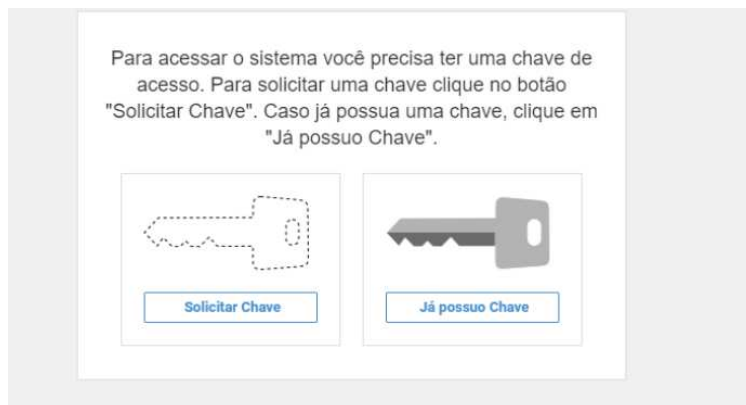 Para acessar o sistema você precisa ter uma chave de
acesso. Para solicitar uma chave clique no botão
"Solicitar Chave". Caso já possua uma chave, clique em
"Já possuo Chave".
Solicitar Chave
Já possuo Chave